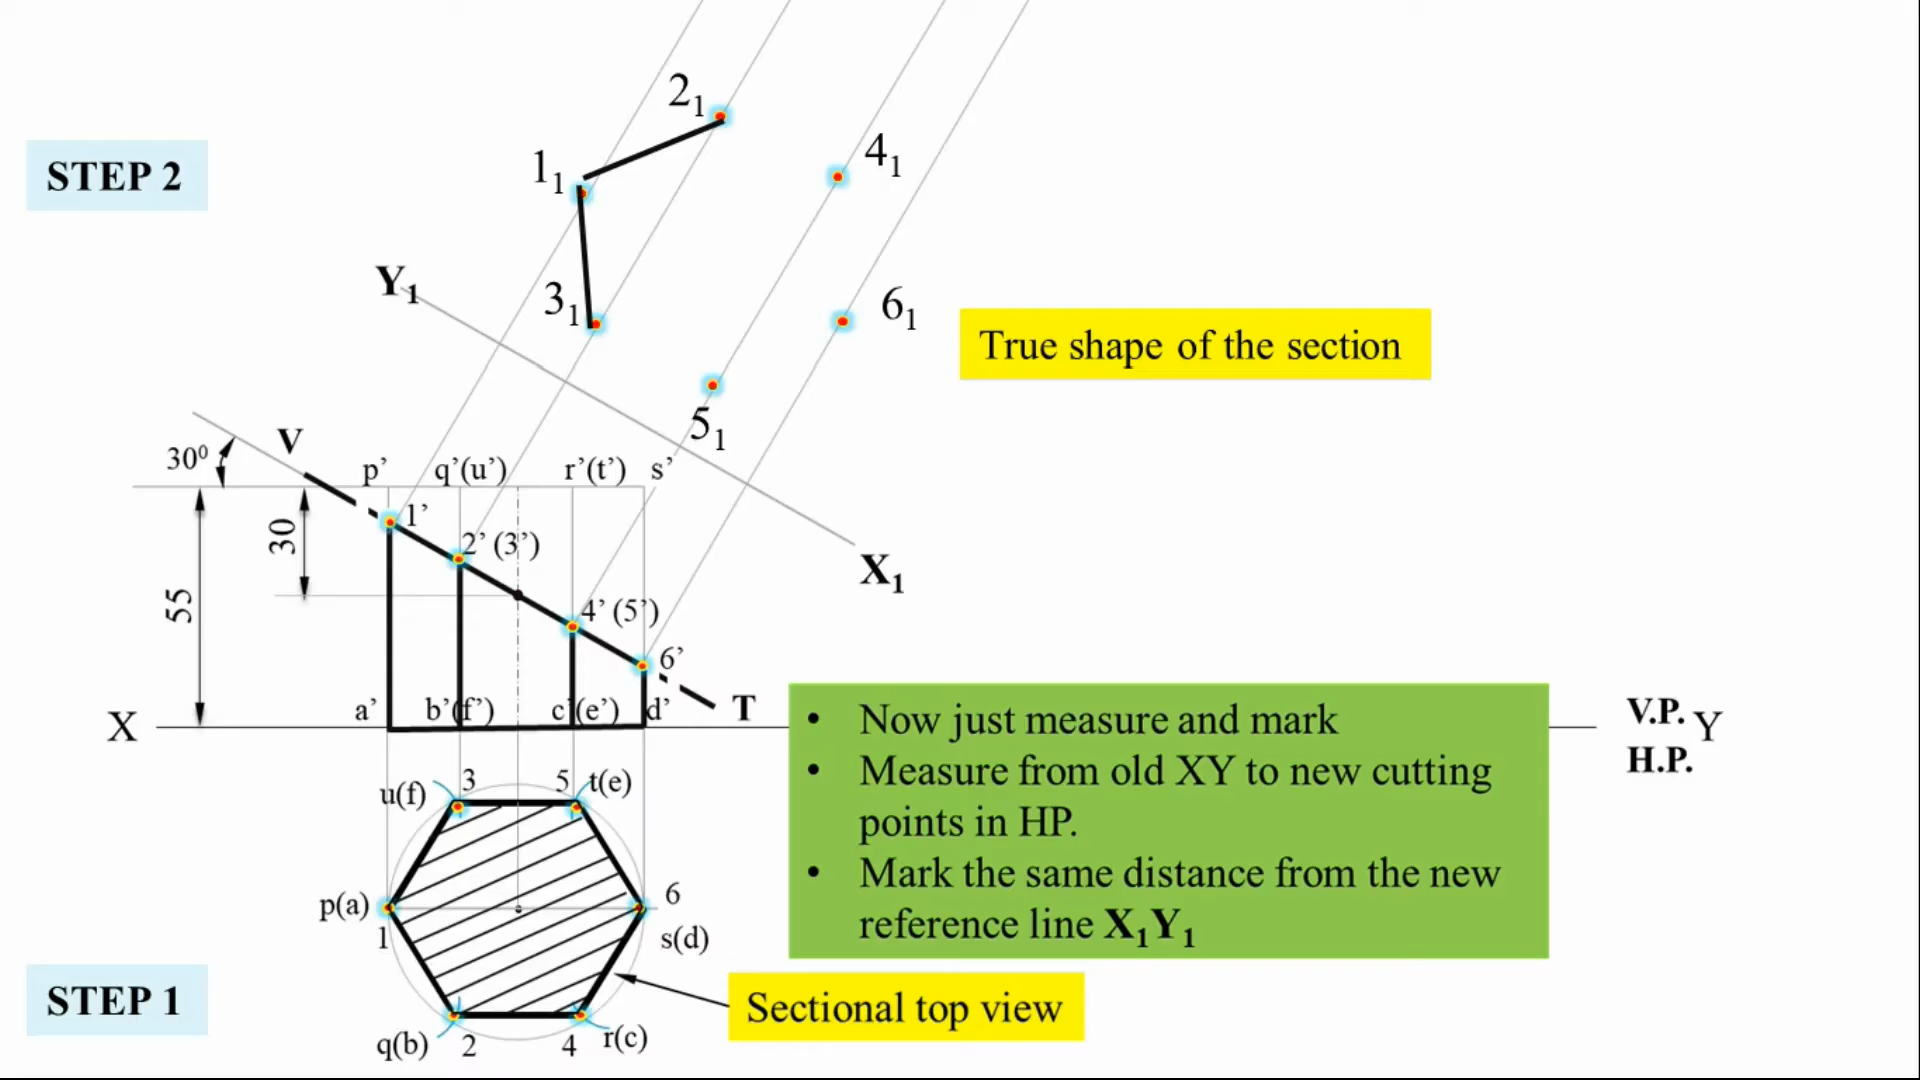 2₁
4₁
STEP 2
1₁
Y₁
3₁
6₁
True shape of the section
5₁
V
30⁰
p’
q’(u’)
r’(t’)
s’
1’
30
2’ (3’)
X₁
55
4’ (5’)
6’
a’
b’(f’)
c’(e’)
d’
T
X
V.P.
Y
H.P.
• Now just measure and mark
• Measure from old XY to new cutting
points in HP.
• Mark the same distance from the new
reference line X₁Y₁
u(f)
3
5
t(e)
p(a)
1
6
s(d)
STEP 1
Sectional top view
q(b)
2
4
r(c)